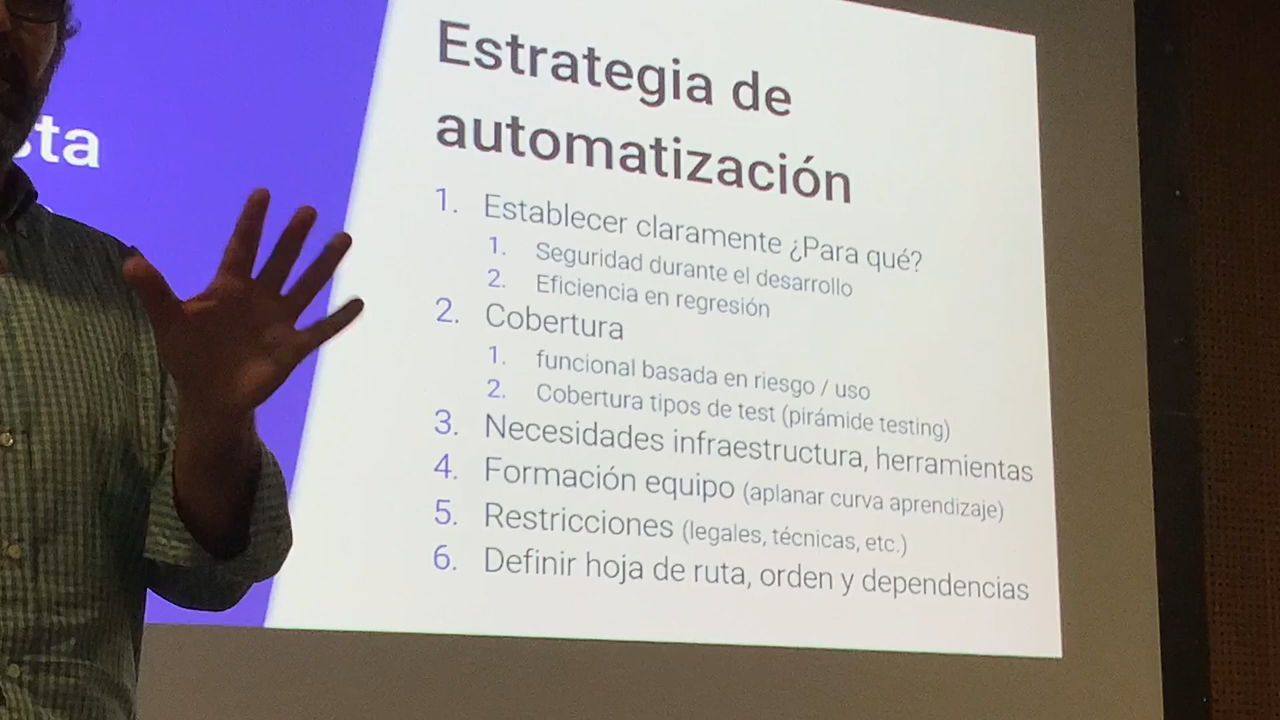 Estrategia de
automatización
1. Establecer claramente ¿Para qué?
1. Seguridad durante el desarrollo
2. Eficiencia en regresión
2. Cobertura
1. funcional basada en riesgo / uso
2. Cobertura tipos de test (pirámide testing)
3. Necesidades infraestructura, herramientas
4. Formación equipo (aplanar curva aprendizaje)
5. Restricciones (legales, técnicas, etc.)
6. Definir hoja de ruta, orden y dependencias